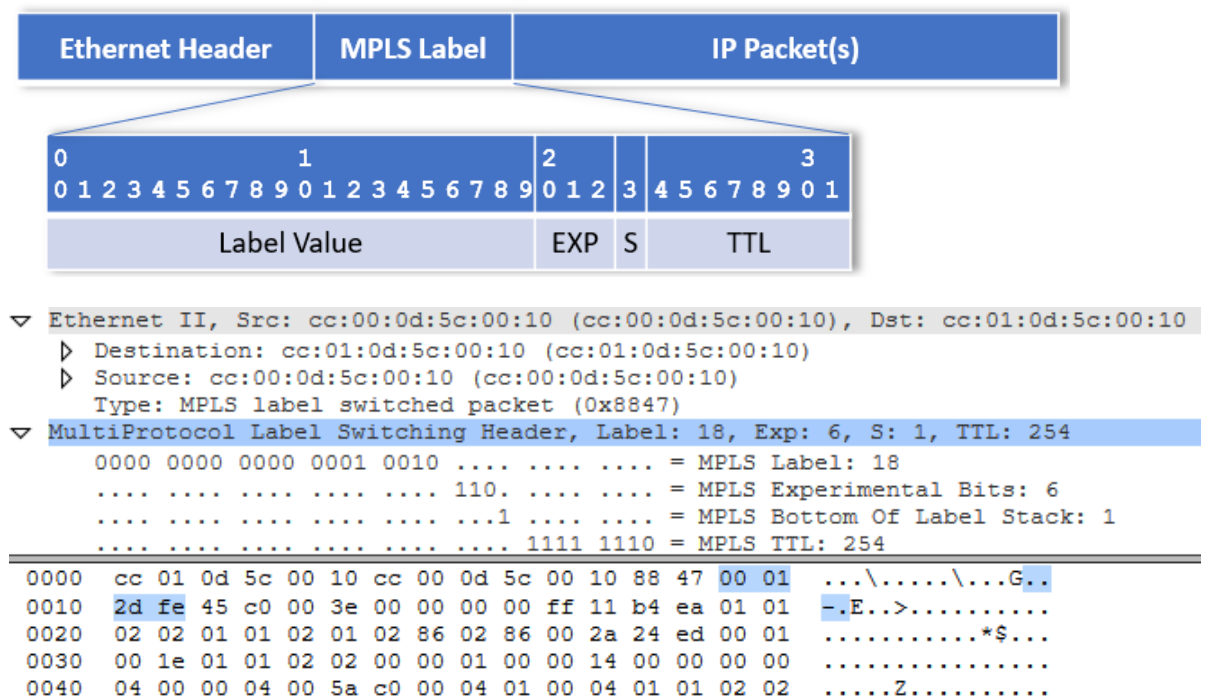 Ethernet Header MPLS Label IP Packet(s)
0 1 2 3
0 1 2 3 4 5 6 7 8 9 0 1 2 3 4 5 6 7 8 9 0 1 2 3 4 5 6 7 8 9 0 1
Label Value EXP S TTL
Ethernet II, Src: cc:00:0d:5c:00:10 (cc:00:0d:5c:00:10), Dst: cc:01:0d:5c:00:10
Destination: cc:01:0d:5c:00:10 (cc:01:0d:5c:00:10)
Source: cc:00:0d:5c:00:10 (cc:00:0d:5c:00:10)
Type: MPLS label switched packet (0x8847)
MultiProtocol Label Switching Header, Label: 18, Exp: 6, S: 1, TTL: 254
0000 0000 0000 0001 0010 .... .... .... = MPLS Label: 18
.... .... .... .... .... 110. .... .... = MPLS Experimental Bits: 6
.... .... .... .... .... ...1 .... .... = MPLS Bottom Of Label Stack: 1
.... .... .... .... .... .... 1111 1110 = MPLS TTL: 254
0000 cc 01 0d 5c 00 10 cc 00 0d 5c 00 10 88 47 00 01 ...\.....\...G..
0010 2d fe 45 c0 00 3e 00 00 00 00 ff 11 b4 ea 01 01 -.E..>..........
0020 02 02 01 01 02 01 02 86 02 86 00 2a 24 ed 00 01 ...........*$...
0030 00 1e 01 01 02 02 00 00 01 00 00 14 00 00 00 00 ................
0040 04 00 00 04 00 5a c0 00 04 01 00 04 01 01 02 02 .....Z..........